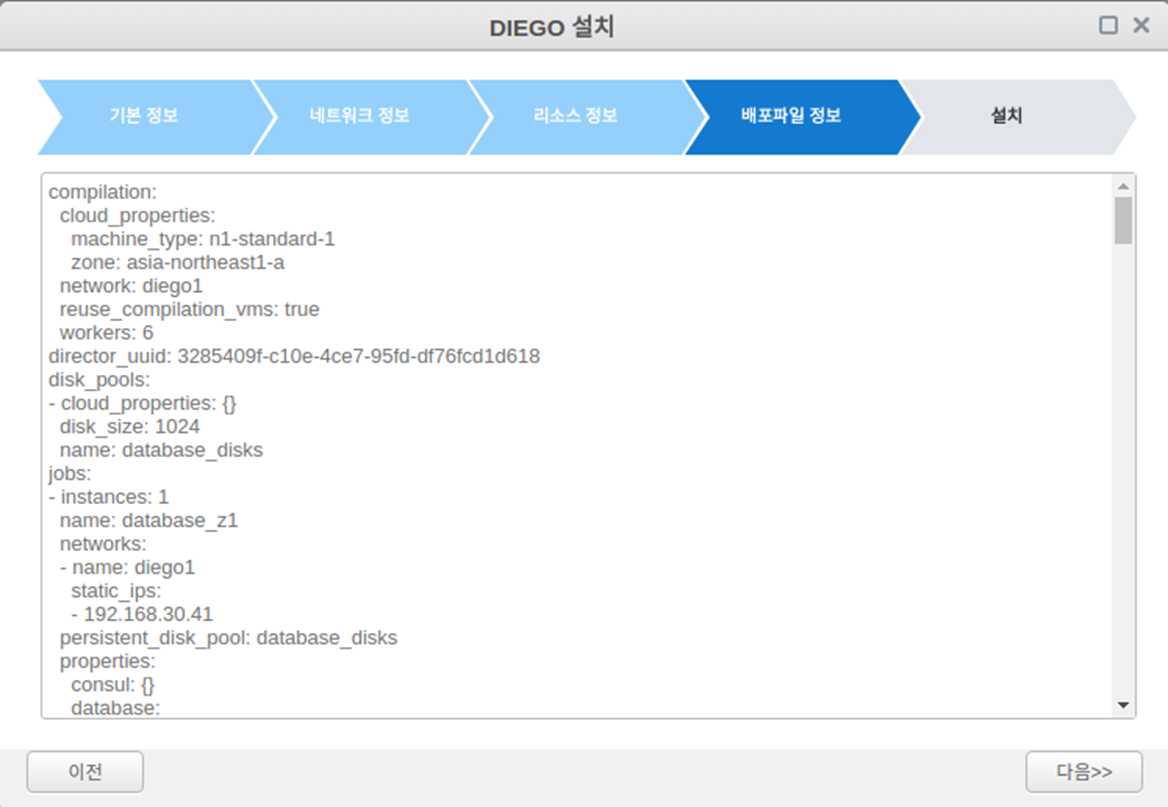 DIEGO 설치
기본 정보
네트워크 정보
리소스 정보
배포파일 정보
설치
compilation:
  cloud_properties:
    machine_type: n1-standard-1
    zone: asia-northeast1-a
  network: diego1
  reuse_compilation_vms: true
  workers: 6
director_uuid: 3285409f-c10e-4ce7-95fd-df76fcd1d618
disk_pools:
- cloud_properties: {}
  disk_size: 1024
  name: database_disks
jobs:
- instances: 1
  name: database_z1
  networks:
  - name: diego1
    static_ips:
    - 192.168.30.41
  persistent_disk_pool: database_disks
  properties:
    consul: {}
    database:
이전
다음>>